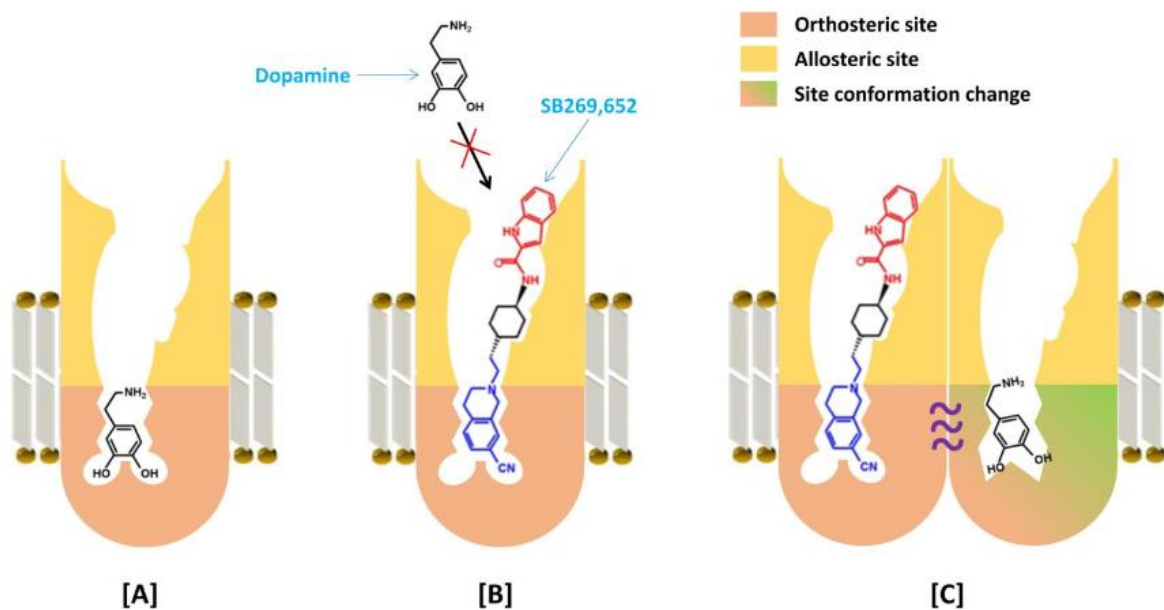 Orthosteric site
Allosteric site
Site conformation change
Dopamine
NH₂
HO
OH
SB269,652
HN
O
NH
N
CN
NH₂
HO
OH
HN
O
NH
N
CN
NH₂
HO
OH
[A]
[B]
[C]